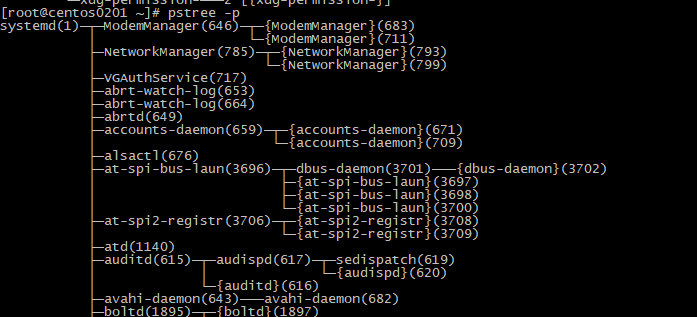 [root@centos0201 ~]# pstree -p
systemd(1)─┬─ModemManager(646)─┬─{ModemManager}(683)
           │                   └─{ModemManager}(711)
           ├─NetworkManager(785)─┬─{NetworkManager}(793)
           │                     └─{NetworkManager}(799)
           ├─VGAuthService(717)
           ├─abrt-watch-log(653)
           ├─abrt-watch-log(664)
           ├─abrtd(649)
           ├─accounts-daemon(659)─┬─{accounts-daemon}(671)
           │                      └─{accounts-daemon}(709)
           ├─alsactl(676)
           ├─at-spi-bus-laun(3696)─┬─dbus-daemon(3701)───{dbus-daemon}(3702)
           │                       ├─{at-spi-bus-laun}(3697)
           │                       ├─{at-spi-bus-laun}(3698)
           │                       └─{at-spi-bus-laun}(3700)
           ├─at-spi2-registr(3706)─┬─{at-spi2-registr}(3708)
           │                       └─{at-spi2-registr}(3709)
           ├─atd(1140)
           ├─auditd(615)─┬─audispd(617)─┬─sedispatch(619)
           │             │              └─{audispd}(620)
           │             └─{auditd}(616)
           ├─avahi-daemon(643)───avahi-daemon(682)
           ├─boltd(1895)─┬─{boltd}(1897)